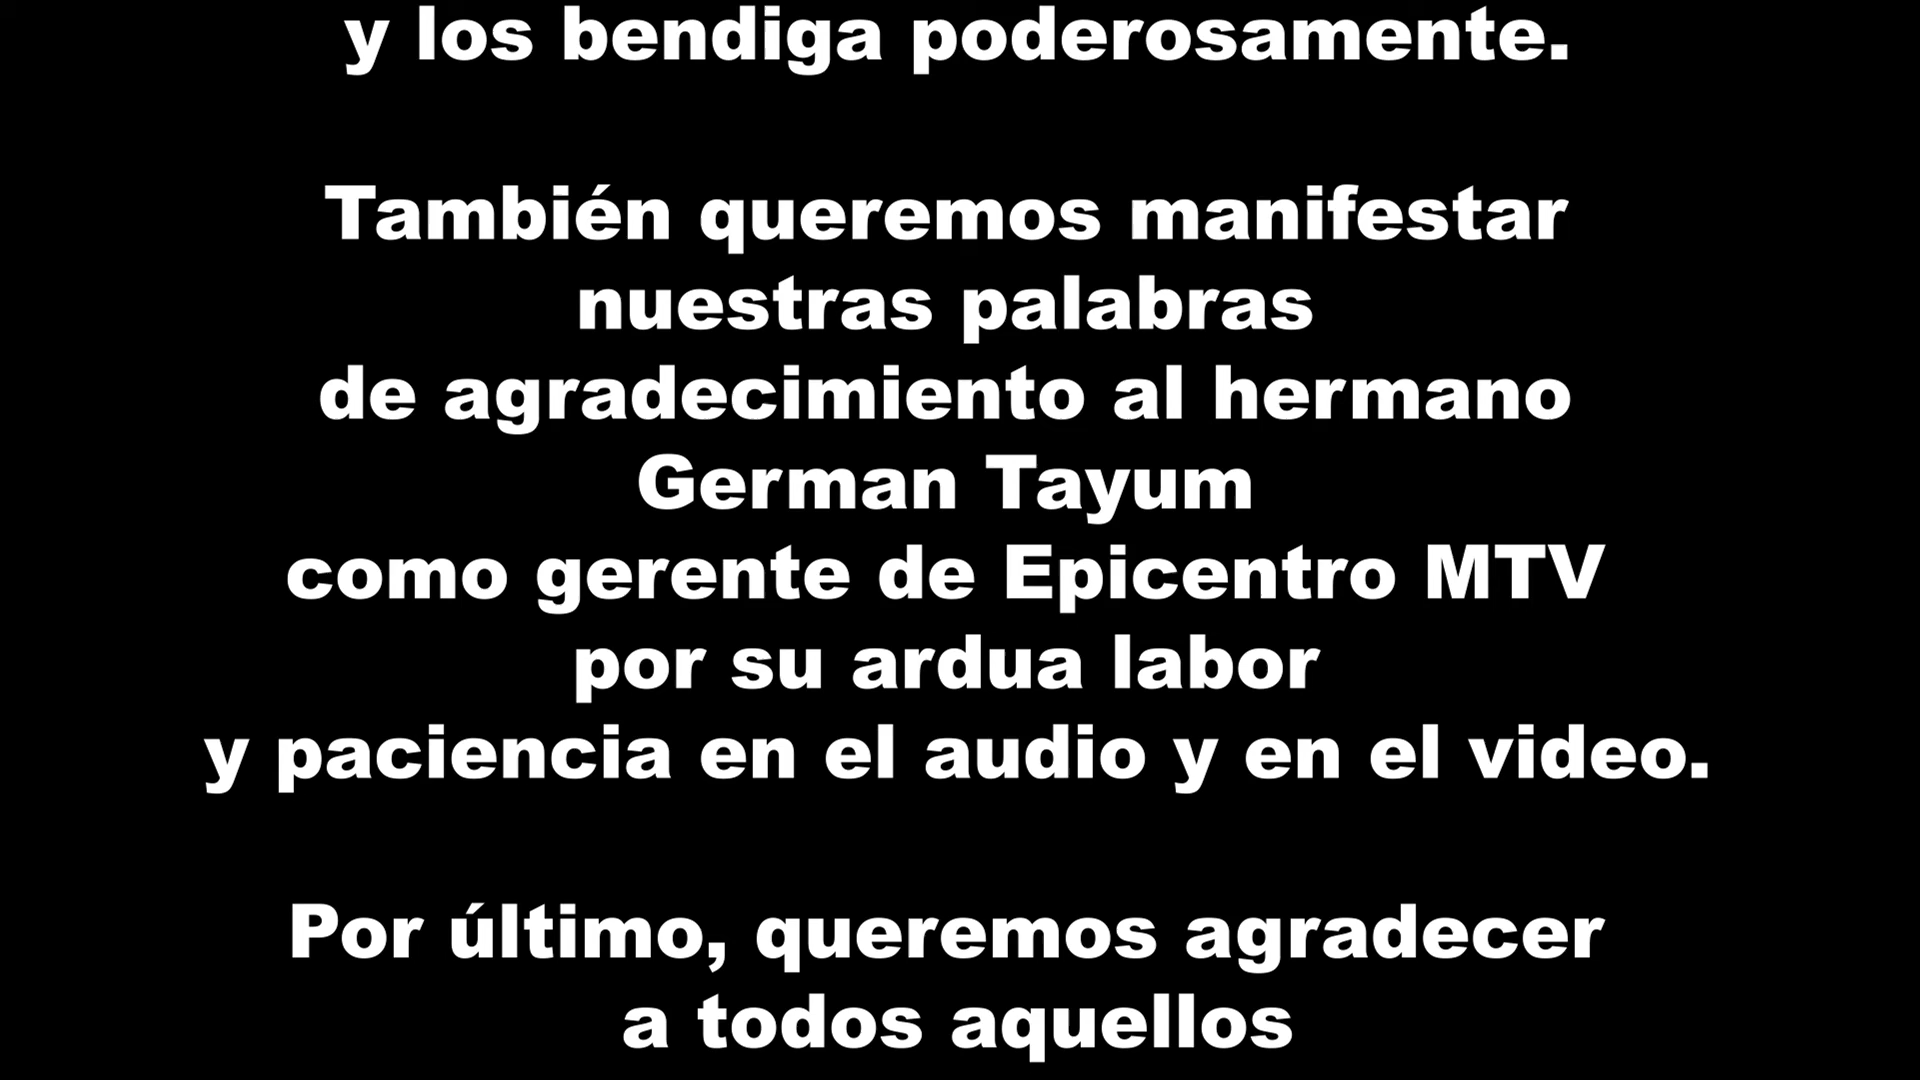 y los bendiga poderosamente.
También queremos manifestar
nuestras palabras
de agradecimiento al hermano
German Tayum
como gerente de Epicentro MTV
por su ardua labor
y paciencia en el audio y en el video.
Por último, queremos agradecer
a todos aquellos